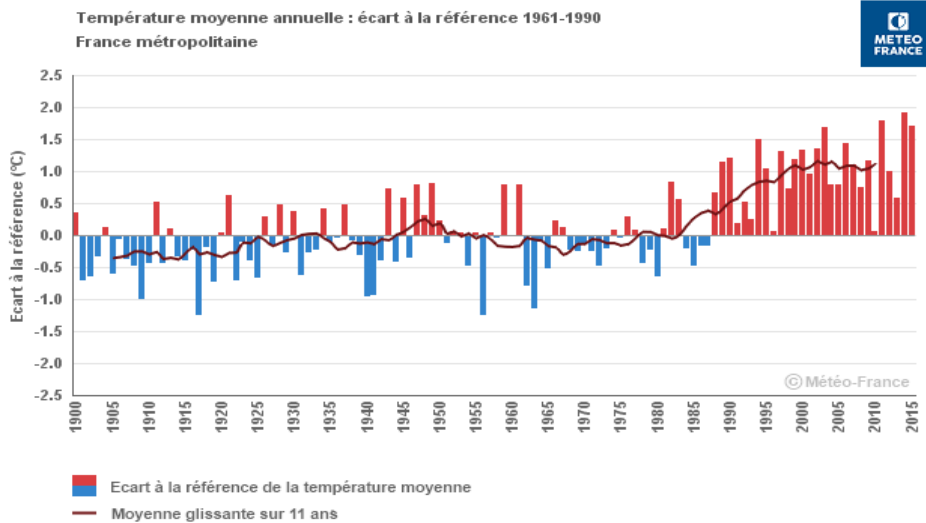 Température moyenne annuelle : écart à la référence 1961-1990
France métropolitaine
METEO
FRANCE
Ecart à la référence (°C)
2.5
2.0
1.5
1.0
0.5
0.0
-0.5
-1.0
-1.5
-2.0
-2.5
© Météo-France
1900 1905 1910 1915 1920 1925 1930 1935 1940 1945 1950 1955 1960 1965 1970 1975 1980 1985 1990 1995 2000 2005 2010 2015
Ecart à la référence de la température moyenne
Moyenne glissante sur 11 ans